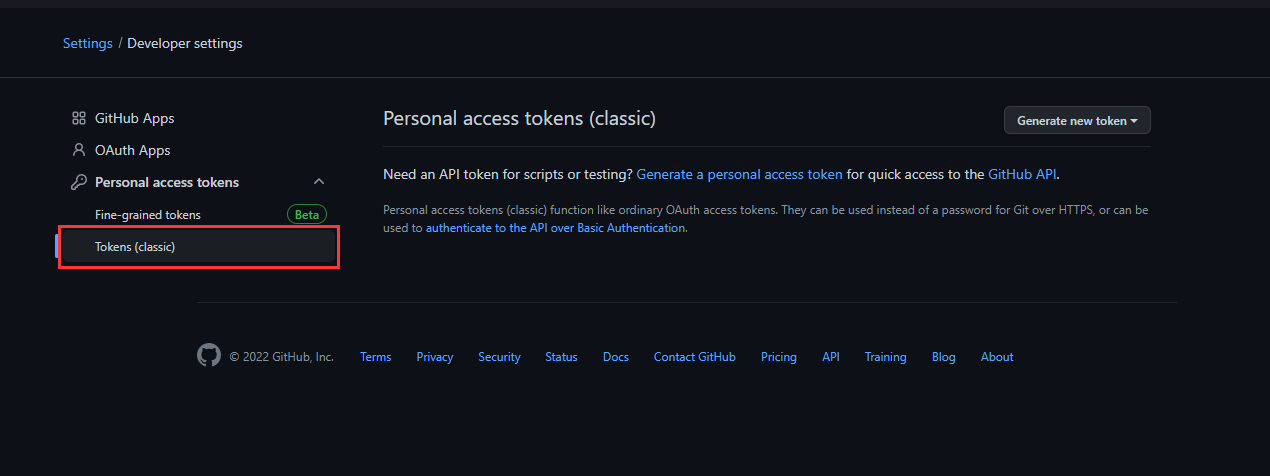 Settings / Developer settings
GitHub Apps
OAuth Apps
Personal access tokens
Fine-grained tokens Beta
Tokens (classic)
Personal access tokens (classic)
Generate new token
Need an API token for scripts or testing? Generate a personal access token for quick access to the GitHub API.
Personal access tokens (classic) function like ordinary OAuth access tokens. They can be used instead of a password for Git over HTTPS, or can be
used to authenticate to the API over Basic Authentication.
© 2022 GitHub, Inc. Terms Privacy Security Status Docs Contact GitHub Pricing API Training Blog About